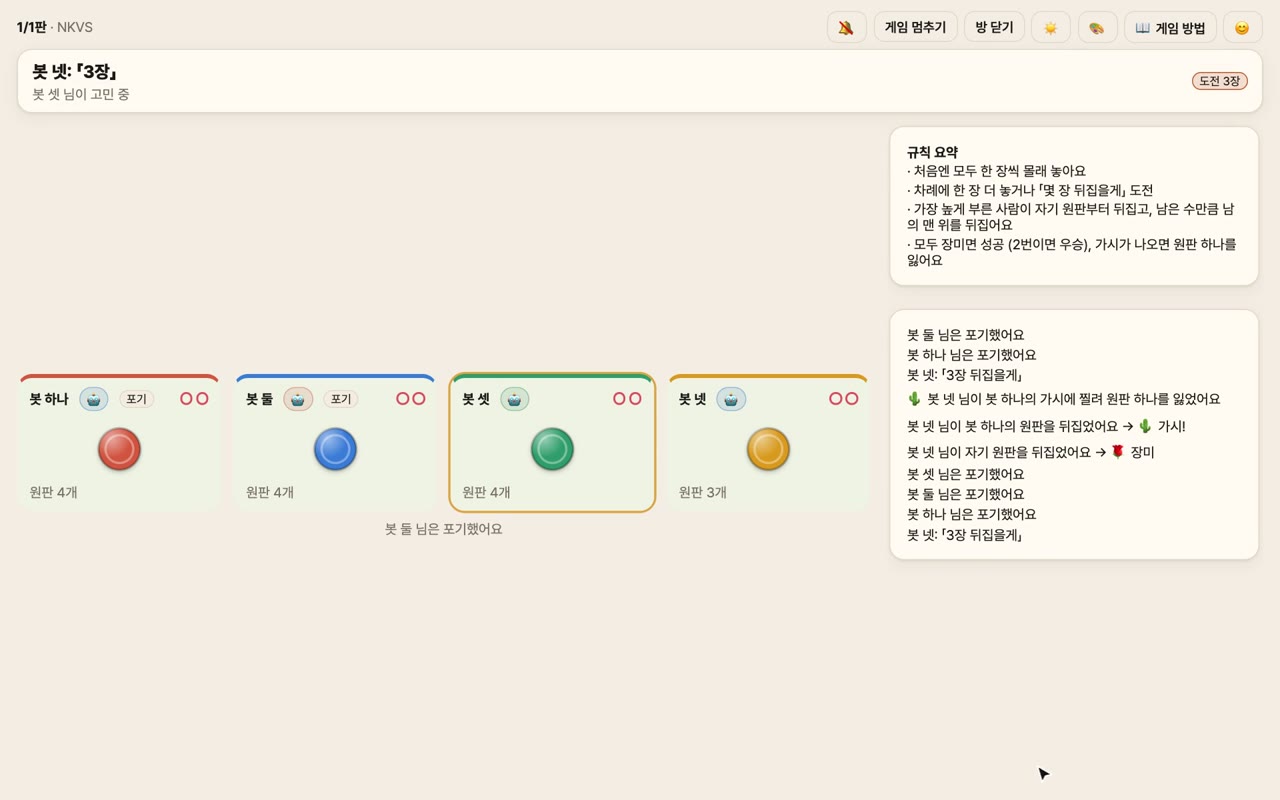 1/1판 · NKVS
게임 멈추기
방 닫기
게임 방법
봇 넷: 「3장」
봇 셋 님이 고민 중
도전 3장
규칙 요약
· 처음엔 모두 한 장씩 몰래 놓아요
· 차례에 한 장 더 놓거나 「몇 장 뒤집을게」 도전
· 가장 높게 부른 사람이 자기 원판부터 뒤집고, 남은 수만큼 남
의 맨 위를 뒤집어요
· 모두 장미면 성공 (2번이면 우승), 가시가 나오면 원판 하나를
잃어요
봇 하나
포기
원판 4개
봇 둘
포기
원판 4개
봇 셋
원판 4개
봇 넷
원판 3개
봇 둘 님은 포기했어요
봇 둘 님은 포기했어요
봇 하나 님은 포기했어요
봇 넷: 「3장 뒤집을게」
봇 넷 님이 봇 하나의 가시에 찔려 원판 하나를 잃었어요
봇 넷 님이 봇 하나의 원판을 뒤집었어요 → 🌵 가시!
봇 넷 님이 자기 원판을 뒤집었어요 → 🌹 장미
봇 셋 님은 포기했어요
봇 둘 님은 포기했어요
봇 하나 님은 포기했어요
봇 넷: 「3장 뒤집을게」